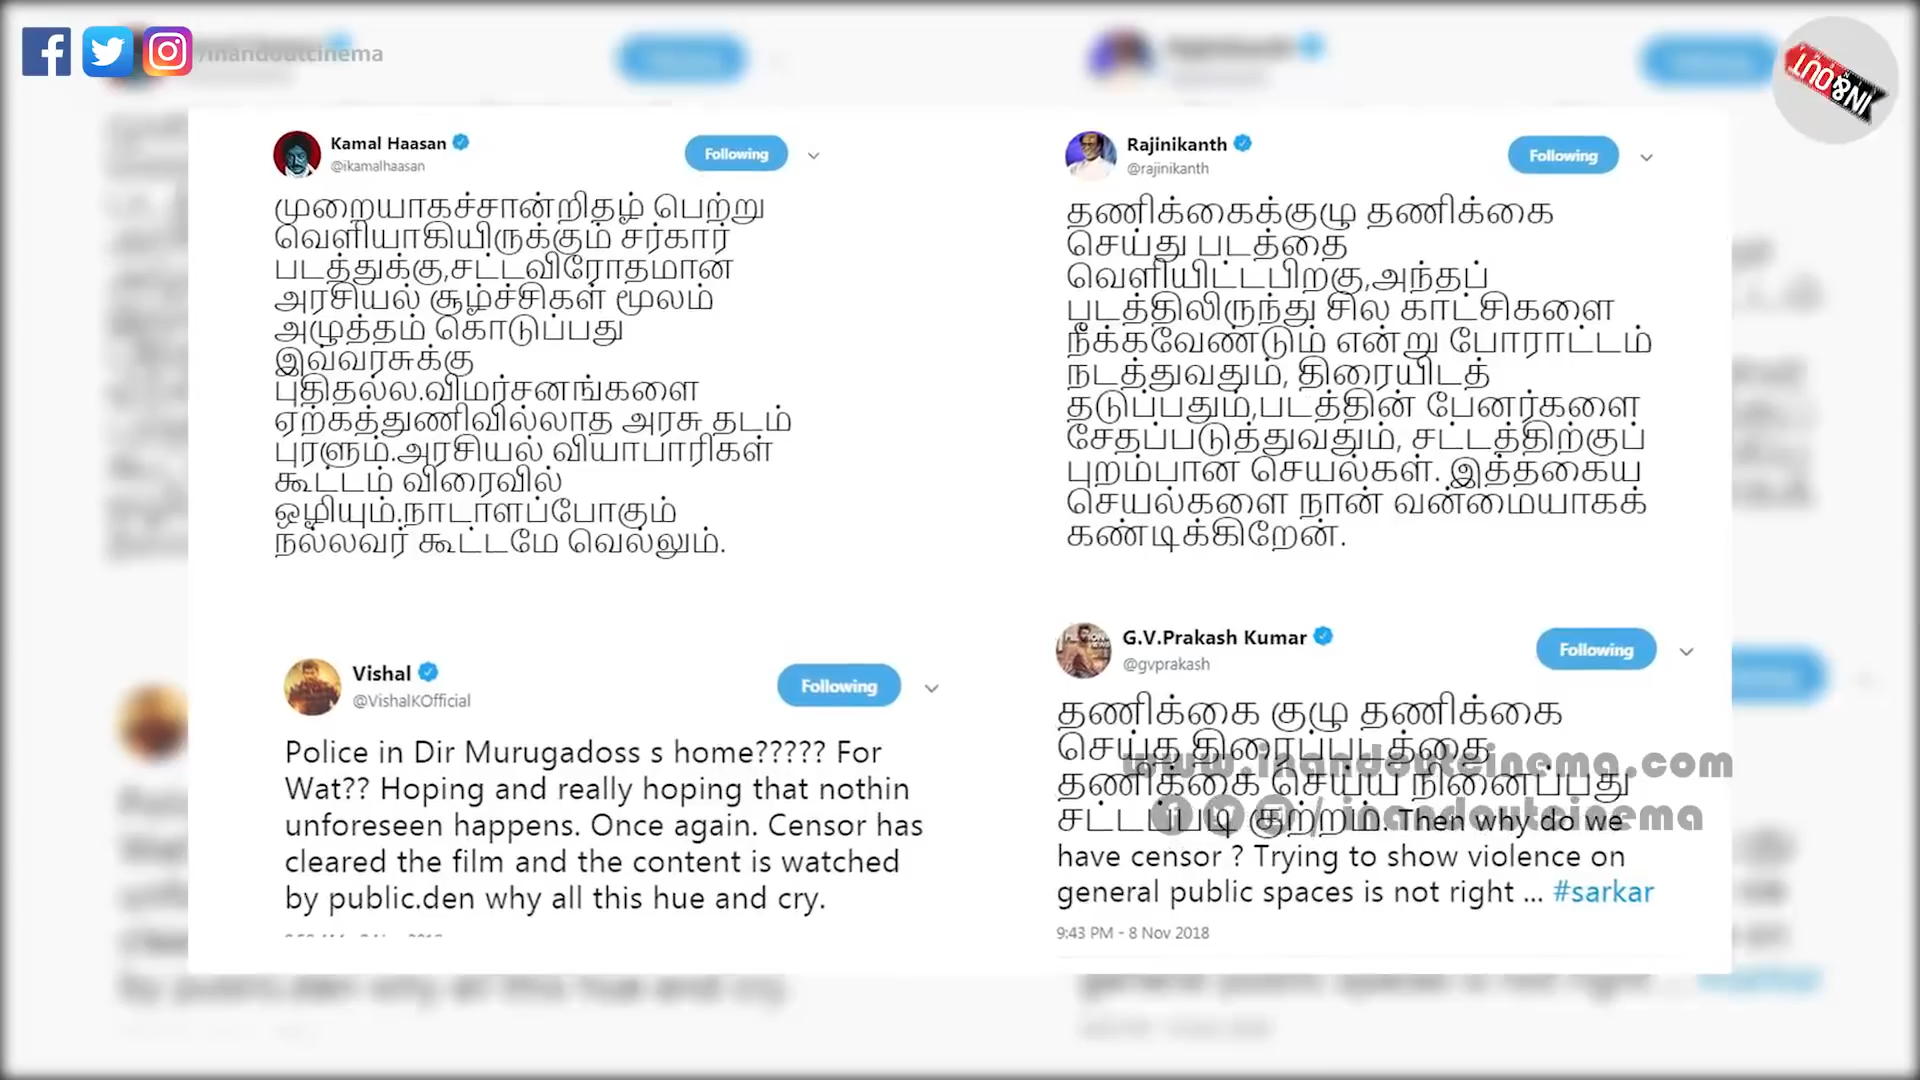 /inandoutcinema
IN&OUT
Kamal Haasan
@ikamalhaasan
Following
முறையாகச்சான்றிதழ் பெற்று
வெளியாகியிருக்கும் சர்கார்
படத்துக்கு,சட்டவிரோதமான
அரசியல் சூழ்ச்சிகள் மூலம்
அழுத்தம் கொடுப்பது
இவ்வரசுக்கு
புதிதல்ல.விமர்சனங்களை
ஏற்கத்துணிவில்லாத அரசு தடம்
புரளும்.அரசியல் வியாபாரிகள்
கூட்டம் விரைவில்
ஒழியும்.நாடாளப்போகும்
நல்லவர் கூட்டமே வெல்லும்.
Rajinikanth
@rajinikanth
Following
தணிக்கைக்குழு தணிக்கை
செய்து படத்தை
வெளியிட்டபிறகு,அந்தப்
படத்திலிருந்து சில காட்சிகளை
நீக்கவேண்டும் என்று போராட்டம்
நடத்துவதும், திரையிடத்
தடுப்பதும்,படத்தின் பேனர்களை
சேதப்படுத்துவதும், சட்டத்திற்குப்
புறம்பான செயல்கள். இத்தகைய
செயல்களை நான் வன்மையாகக்
கண்டிக்கிறேன்.
Vishal
@VishalKOfficial
Following
Police in Dir Murugadoss s home????? For
Wat?? Hoping and really hoping that nothin
unforeseen happens. Once again. Censor has
cleared the film and the content is watched
by public.den why all this hue and cry.
G.V.Prakash Kumar
@gvprakash
Following
தணிக்கை குழு தணிக்கை
செய்த திரைப்படத்தை
தணிக்கை செய்ய நினைப்பது
சட்டப்படி குற்றம். Then why do we
have censor ? Trying to show violence on
general public spaces is not right ... #sarkar
9:43 PM - 8 Nov 2018
www.inandoutcinema.com
/inandoutcinema